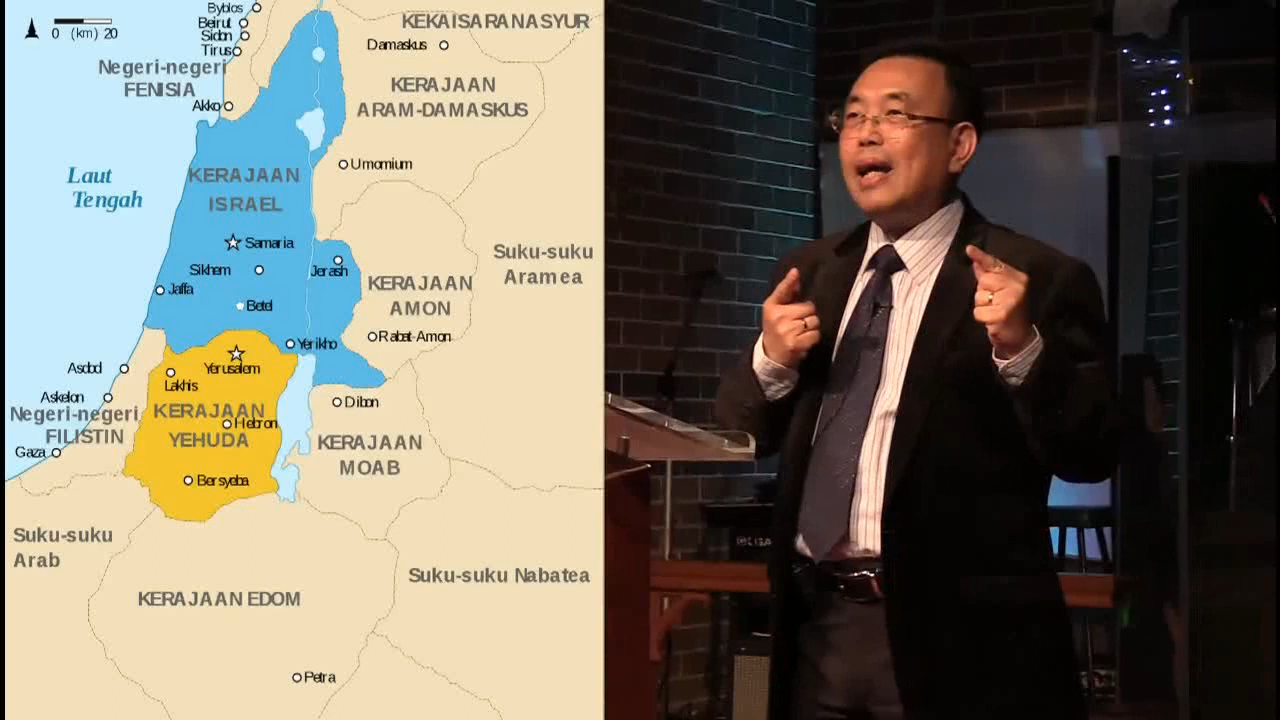 Byblos
Beirut
Sidon
Tirus
0 (km) 20
KEKAISARAN ASYUR
Damaskus
Negeri-negeri
FENISIA
KERAJAAN
ARAM-DAMASKUS
Akko
Umomium
Laut
Tengah
KERAJAAN
ISRAEL
Samaria
Sikhem
Jerash
Suku-suku
Aramea
Jaffa
KERAJAAN
AMON
Betel
Rabat-Amon
Yerikho
Asdod
Yerusalem
Lakhis
Askelon
Negeri-negeri
FILISTIN
KERAJAAN
YEHUDA
Hebron
Dibon
KERAJAAN
MOAB
Gaza
Bersyeba
Suku-suku
Arab
Suku-suku Nabatea
KERAJAAN EDOM
Petra